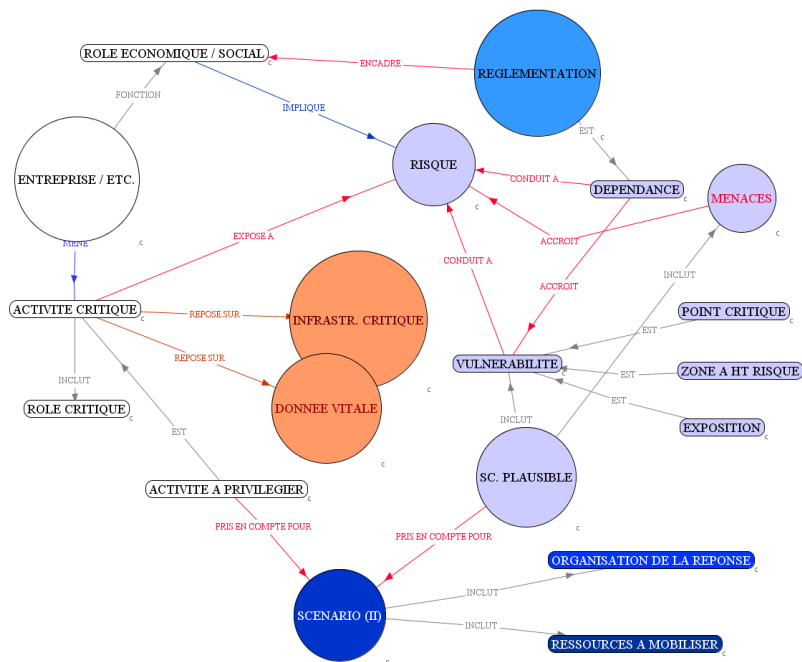 ROLE ECONOMIQUE / SOCIAL
c
ENCADRE
REGLEMENTATION
FONCTION
IMPLIQUE
EST
c
ENTREPRISE / ETC.
RISQUE
CONDUIT A
DEPENDANCE
c
MENACES
c
c
c
MENE
EXPOSE A
ACCROIT
CONDUIT A
INCLUT
ACCROIT
ACTIVITE CRITIQUE
c
REPOSE SUR
INFRASTR. CRITIQUE
POINT CRITIQUE
c
EST
REPOSE SUR
VULNERABILITE
c
EST
ZONE A HT RISQUE
c
INCLUT
c
ROLE CRITIQUE
c
DONNEE VITALE
EST
INCLUT
EXPOSITION
c
EST
c
SC. PLAUSIBLE
ACTIVITE A PRIVILEGIER
c
PRIS EN COMPTE POUR
c
PRIS EN COMPTE POUR
ORGANISATION DE LA REPONSE
c
INCLUT
SCENARIO (II)
INCLUT
RESSOURCES A MOBILISER
c
c